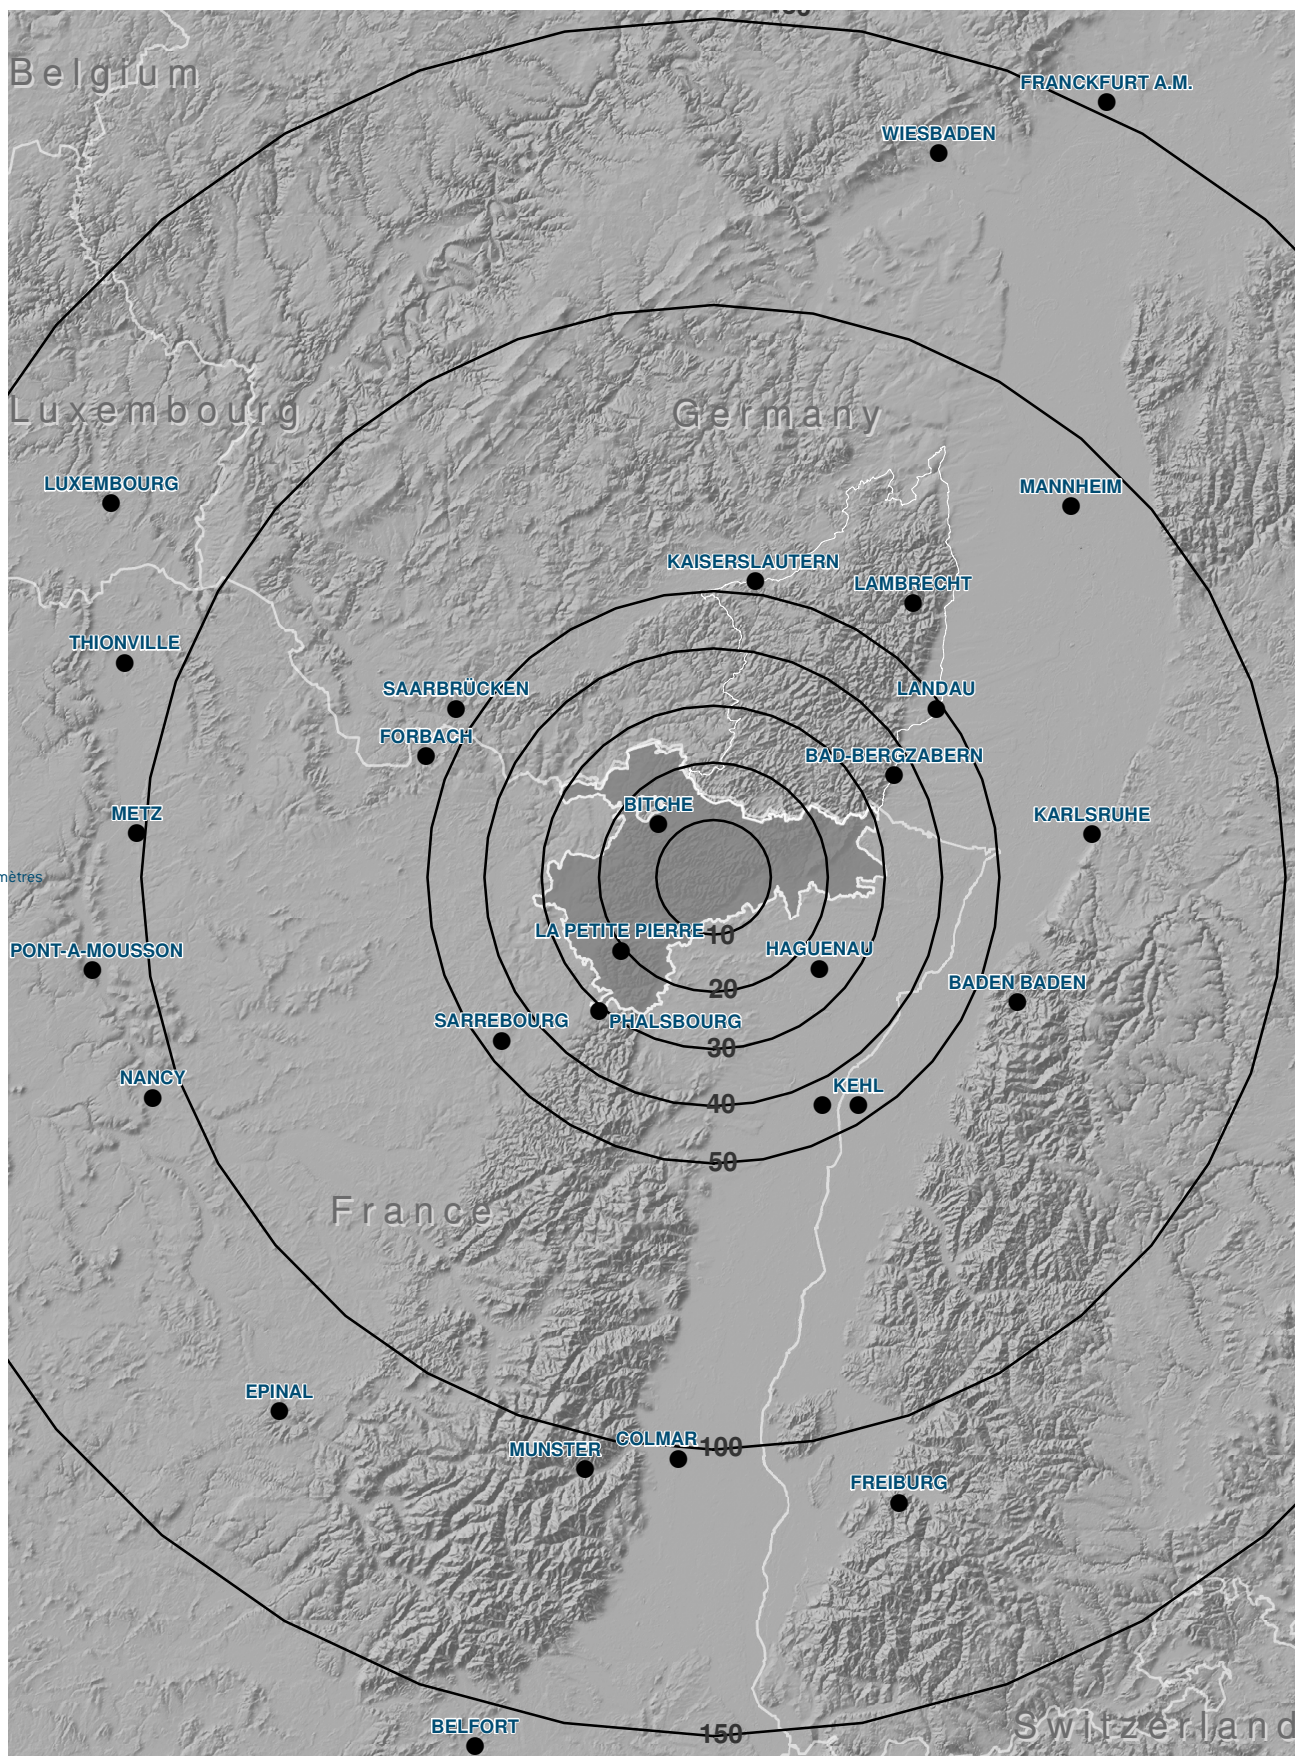 Belgium
FRANCKFURT A.M.
WIESBADEN
Luxembourg
Germany
LUXEMBOURG
MANNHEIM
KAISERSLAUTERN
LAMBRECHT
THIONVILLE
SAARBRÜCKEN
LANDAU
FORBACH
BAD-BERGZABERN
BITCHE
METZ
KARLSRUHE
mètres
LA PETITE PIERRE
10
PONT-A-MOUSSON
HAGUENAU
BADEN BADEN
20
SARREBOURG
PHALSBOURG
30
NANCY
KEHL
40
50
France
EPINAL
COLMAR
100
MUNSTER
FREIBURG
BELFORT
150
Switzerland